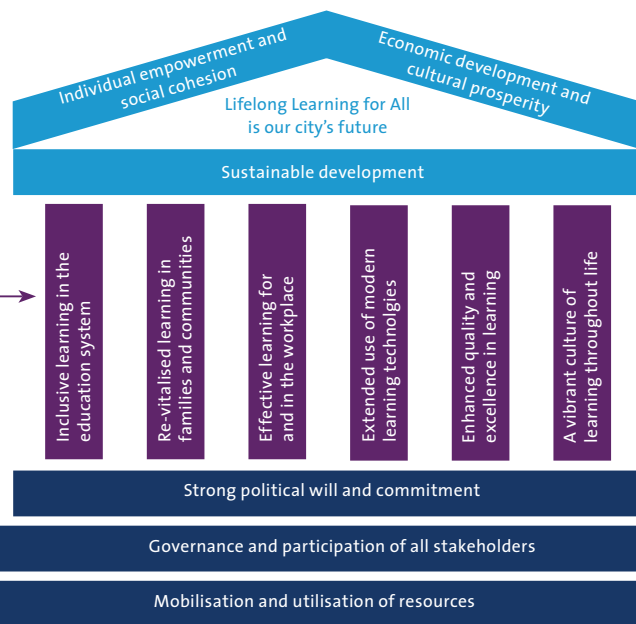 Individual empowerment and
social cohesion
Economic development and
cultural prosperity
Lifelong Learning for All
is our city's future
Sustainable development
Inclusive learning in the
education system
Re-vitalised learning in
families and communities
Effective learning for
and in the workplace
Extended use of modern
learning technolgies
Enhanced quality and
excellence in learning
A vibrant culture of
learning throughout life
Strong political will and commitment
Governance and participation of all stakeholders
Mobilisation and utilisation of resources